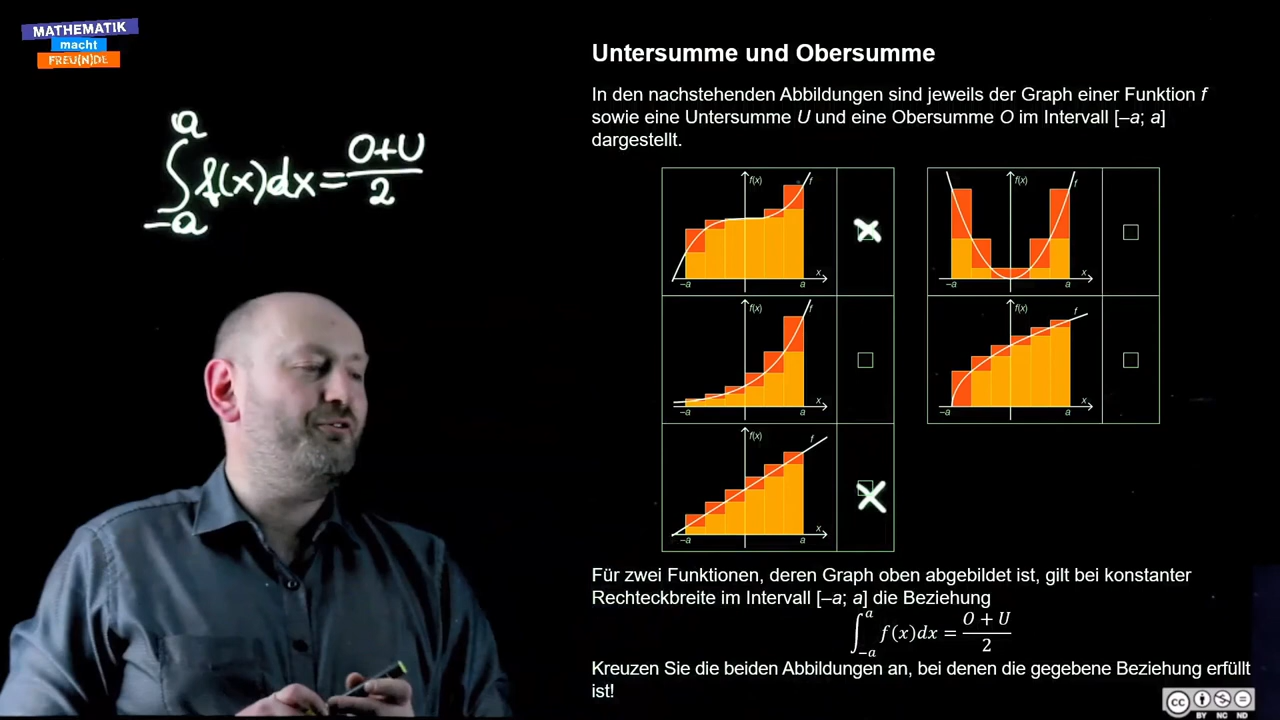 MATHEMATIK
macht
FREU(N)DE
a
∫ f(x)dx = O+U / 2
-a
Untersumme und Obersumme
In den nachstehenden Abbildungen sind jeweils der Graph einer Funktion f
sowie eine Untersumme U und eine Obersumme O im Intervall [–a; a]
dargestellt.
f(x) f x –a a
f(x) f x –a a
f(x) f x –a a
f(x) f x –a a
f(x) f x –a a
Für zwei Funktionen, deren Graph oben abgebildet ist, gilt bei konstanter
Rechteckbreite im Intervall [–a; a] die Beziehung
∫₋ₐᵃ f(x)dx = O + U / 2
Kreuzen Sie die beiden Abbildungen an, bei denen die gegebene Beziehung erfüllt
ist!
cc
BY NC ND